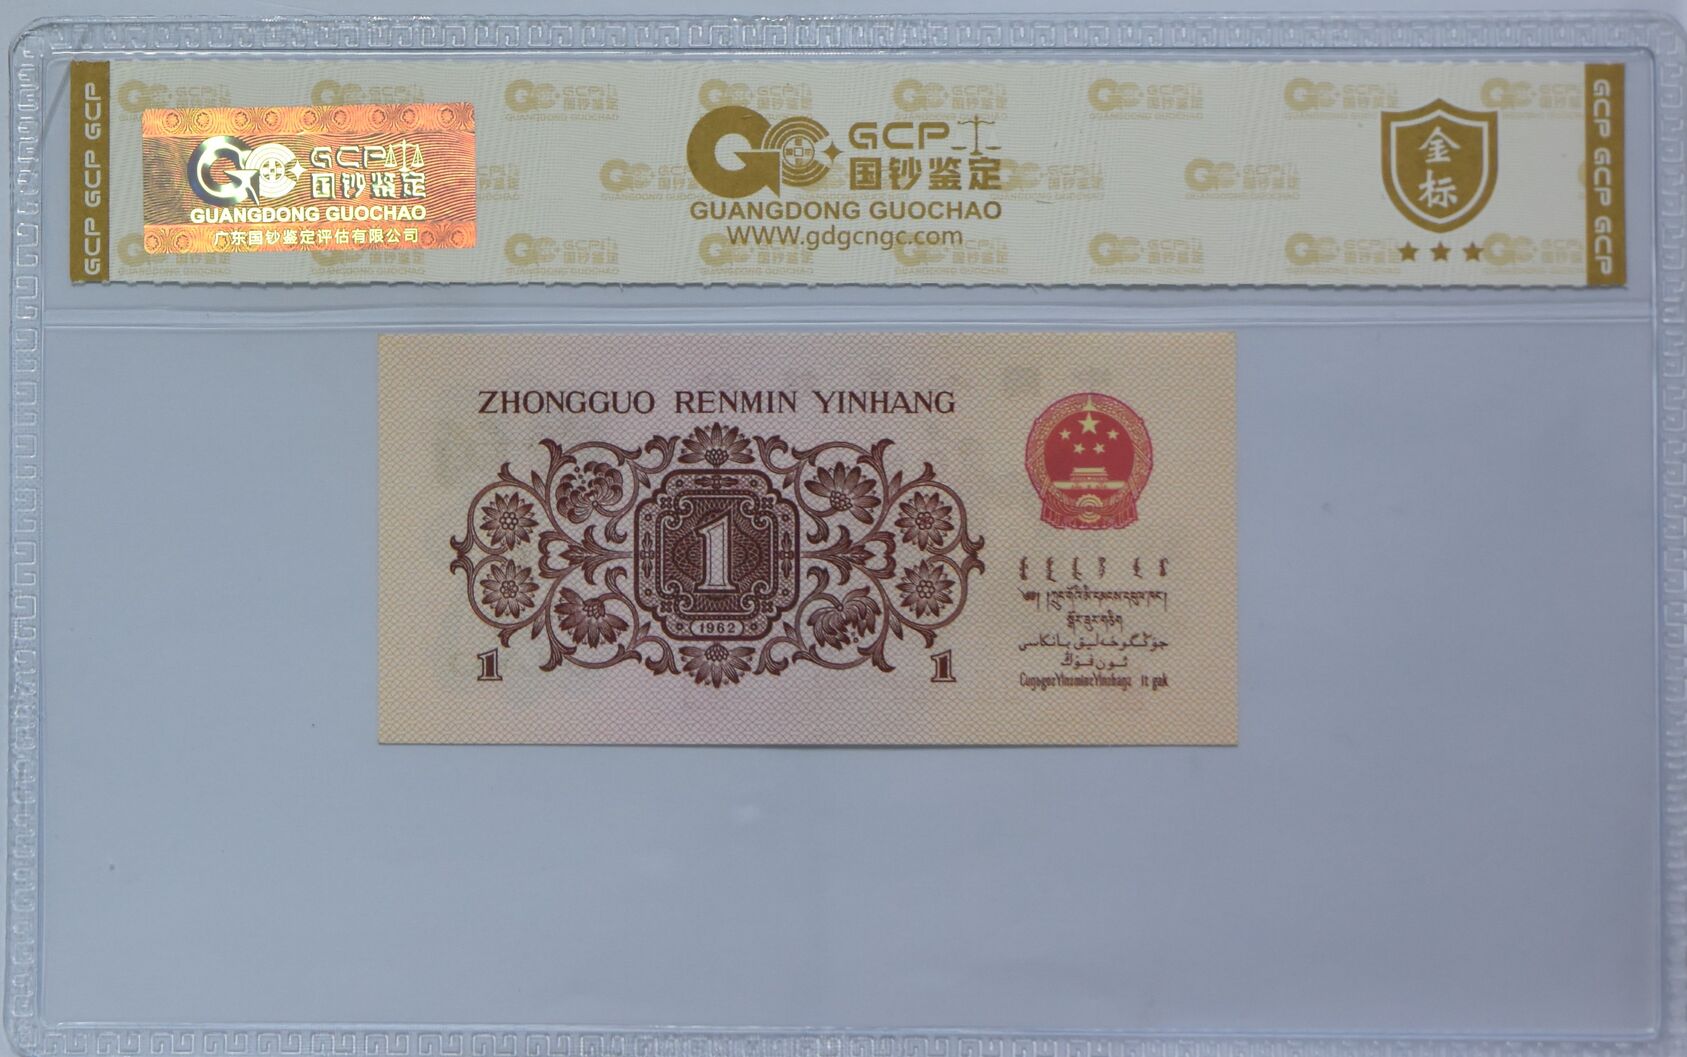 GCP GCP GCP
GCP
国钞鉴定
GUANGDONG GUOCHAO
广东国钞鉴定评估有限公司
GCP
国钞鉴定
GUANGDONG GUOCHAO
www.gdgcngc.com
金标
GCP GCP GCP
ZHONGGUO RENMIN YINHANG
1
1962
1
1